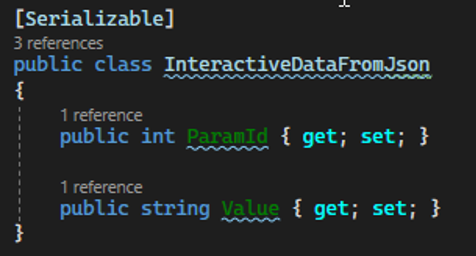 [Serializable]
3 references
public class InteractiveDataFromJson
{
1 reference
public int ParamId { get; set; }
1 reference
public string Value { get; set; }
}